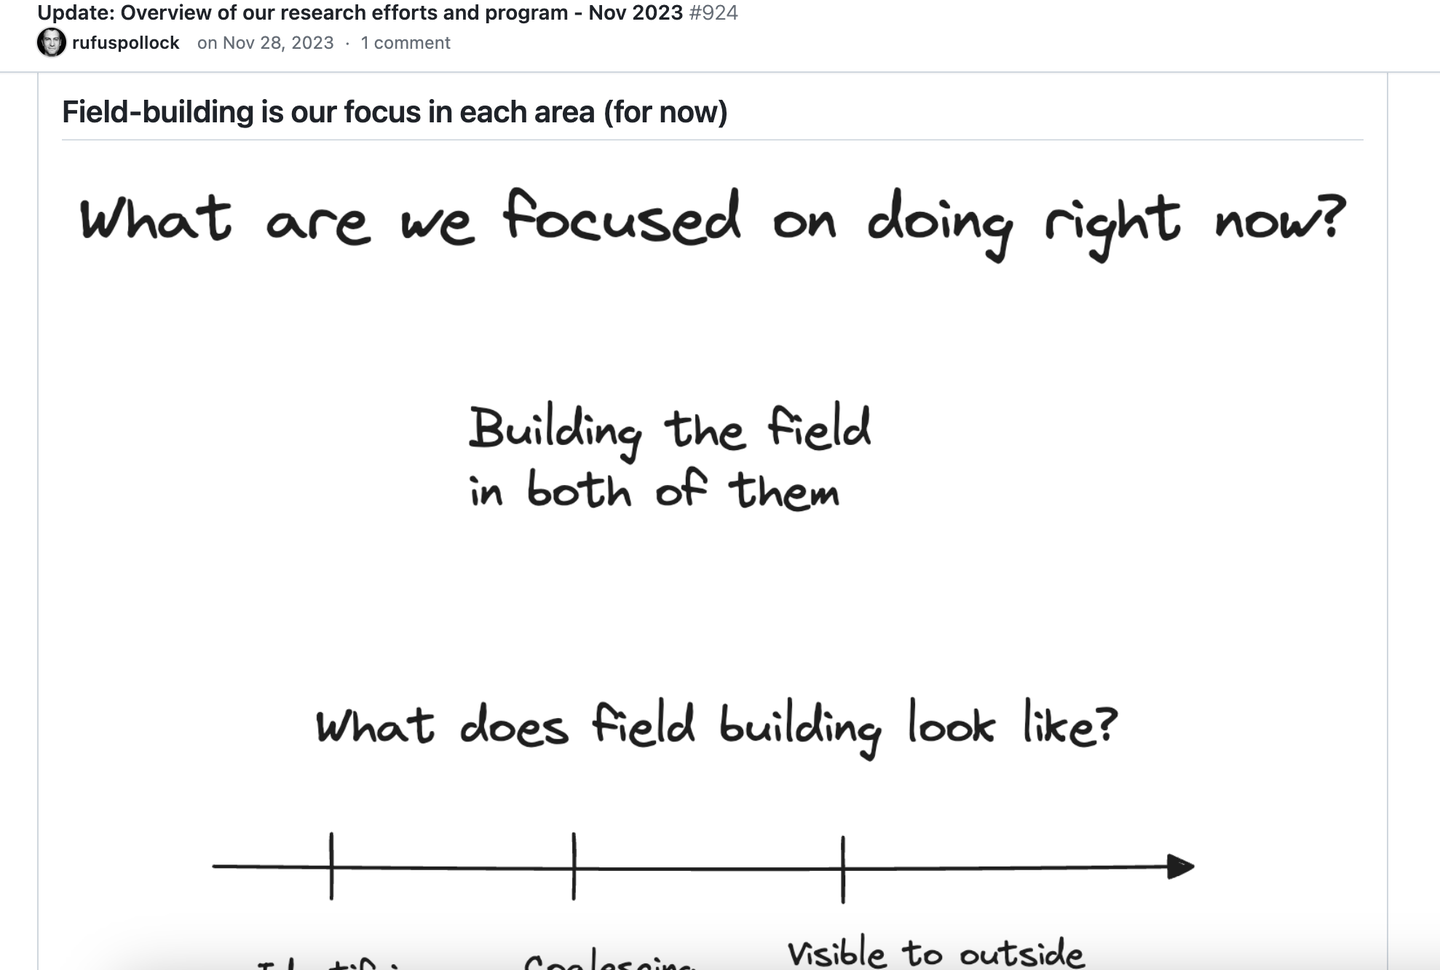 Update: Overview of our research efforts and program - Nov 2023 #924
rufuspollock on Nov 28, 2023 · 1 comment
Field-building is our focus in each area (for now)
What are we focused on doing right now?
Building the field
in both of them
What does field building look like?
Visible to outside